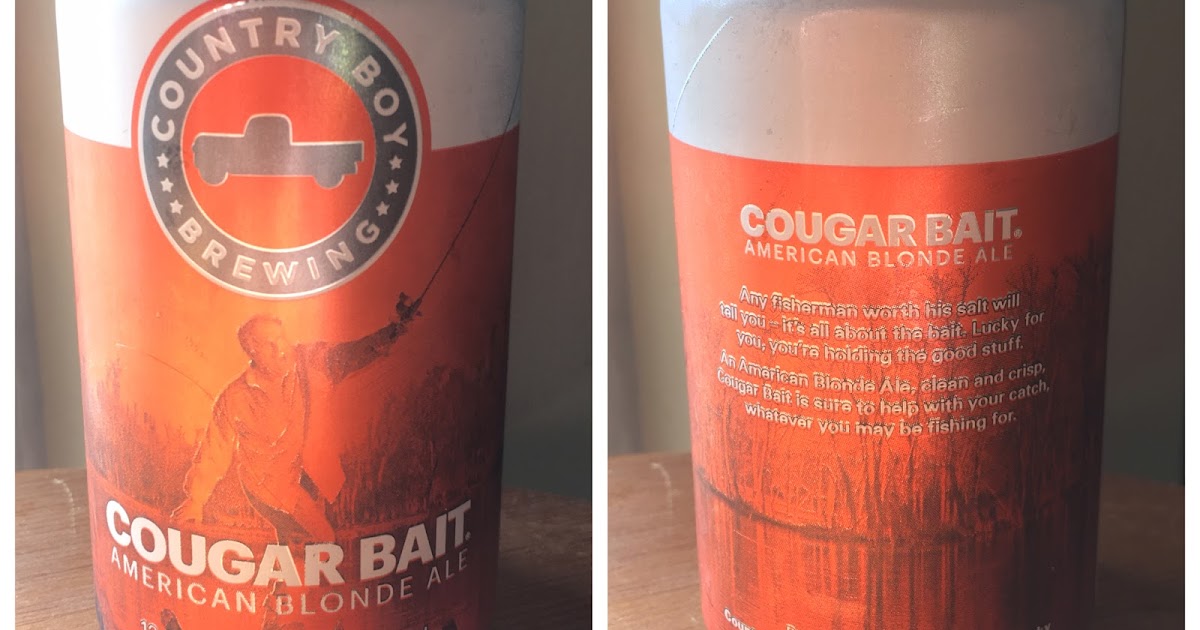 COUNTRY BOY
BREWING
COUGAR BAIT.
AMERICAN BLONDE ALE
COUGAR BAIT®
AMERICAN BLONDE ALE
Any fisherman worth his salt will
tell you – it's all about the bait. Lucky for
you, you're holding the good stuff.
An American Blonde Ale, clean and crisp,
Cougar Bait is sure to help with your catch,
whatever you may be fishing for.